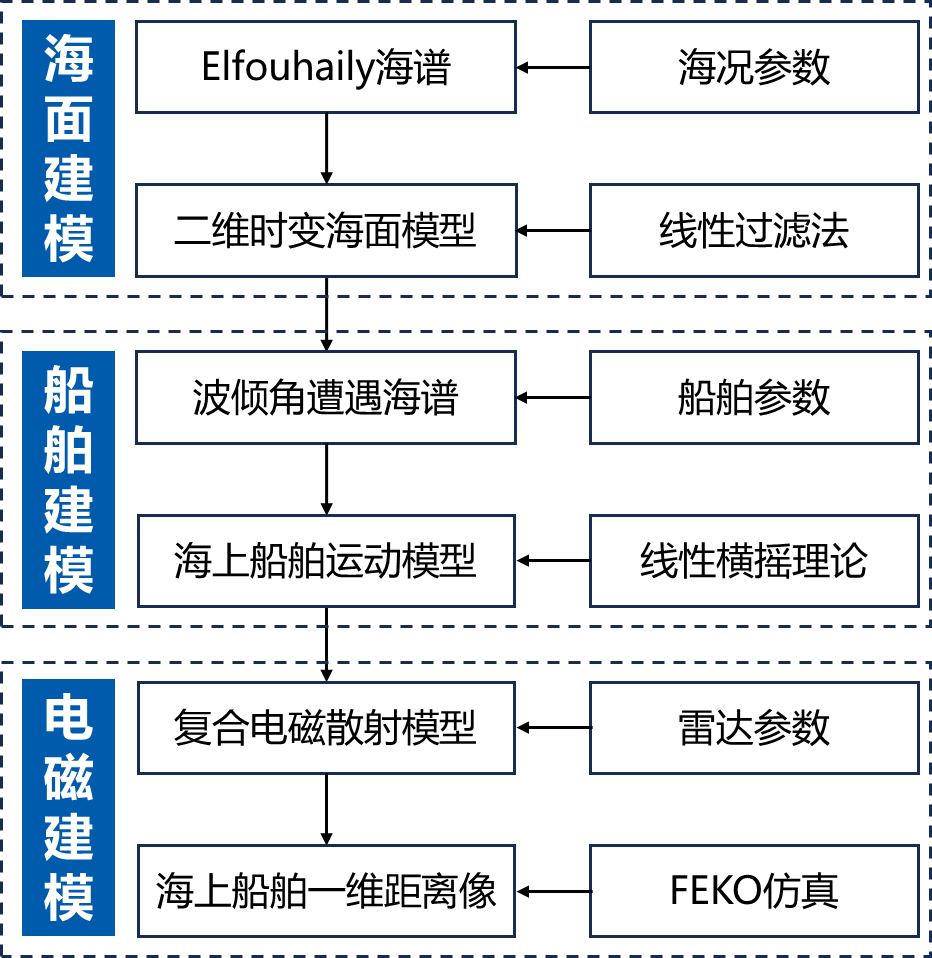 海面建模
Elfouhaily海谱
海况参数
二维时变海面模型
线性过滤法
船舶建模
波倾角遭遇海谱
船舶参数
海上船舶运动模型
线性横摇理论
电磁建模
复合电磁散射模型
雷达参数
海上船舶一维距离像
FEKO仿真